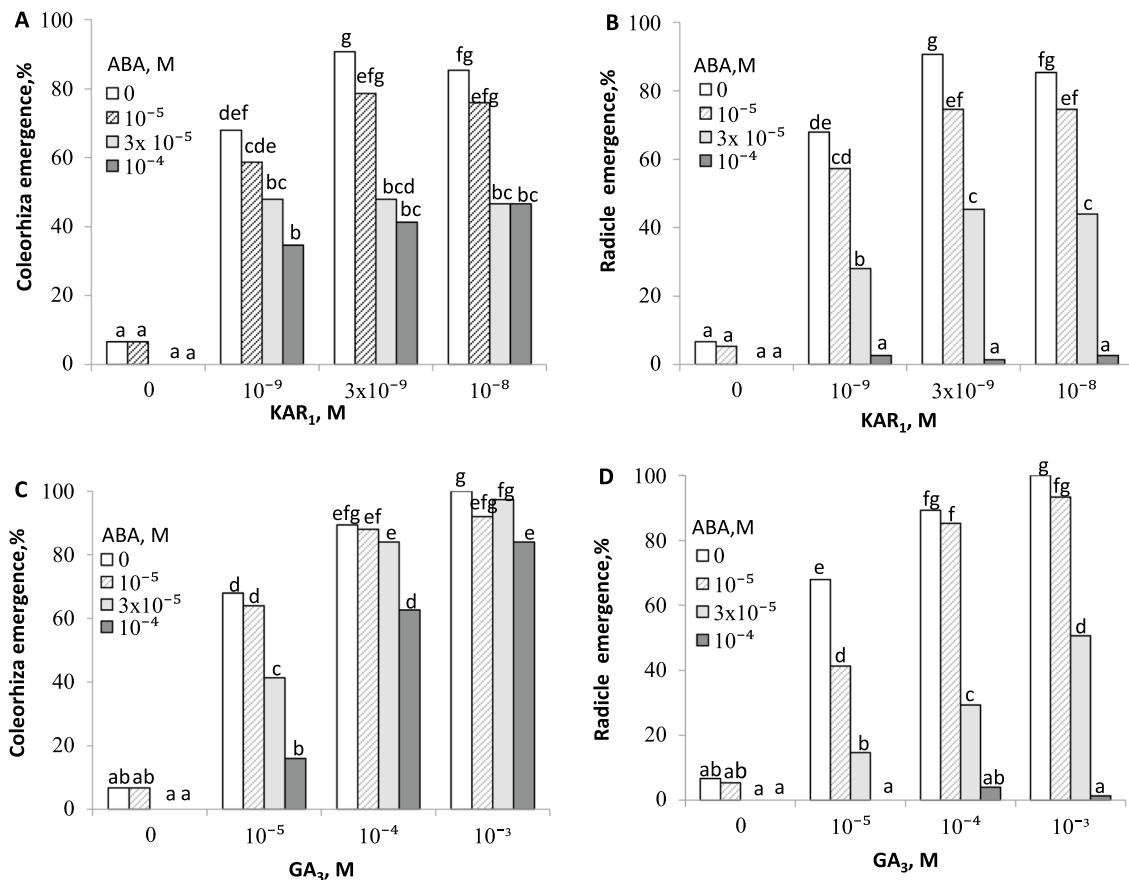 A
Coleorhiza emergence,%
100
80
60
40
20
0
ABA, M
0
10⁻⁵
3x 10⁻⁵
10⁻⁴
a a a a
def cde bc b
g efg bcd bc
fg efg bc bc
0 10⁻⁹ 3x10⁻⁹ 10⁻⁸
KAR₁, M
B
Radicle emergence,%
100
80
60
40
20
0
ABA,M
0
10⁻⁵
3x 10⁻⁵
10⁻⁴
a a a a
de cd b a
g ef c a
fg ef c a
0 10⁻⁹ 3x10⁻⁹ 10⁻⁸
KAR₁, M
C
Coleorhiza emergence,%
100
80
60
40
20
0
ABA, M
0
10⁻⁵
3x10⁻⁵
10⁻⁴
ab ab a a
d d c b
efg ef e d
g efg fg e
0 10⁻⁵ 10⁻⁴ 10⁻³
GA₃, M
D
Radicle emergence,%
100
80
60
40
20
0
ABA,M
0
10⁻⁵
3x10⁻⁵
10⁻⁴
ab ab a a
e d b a
fg f c ab
g fg d a
0 10⁻⁵ 10⁻⁴ 10⁻³
GA₃, M